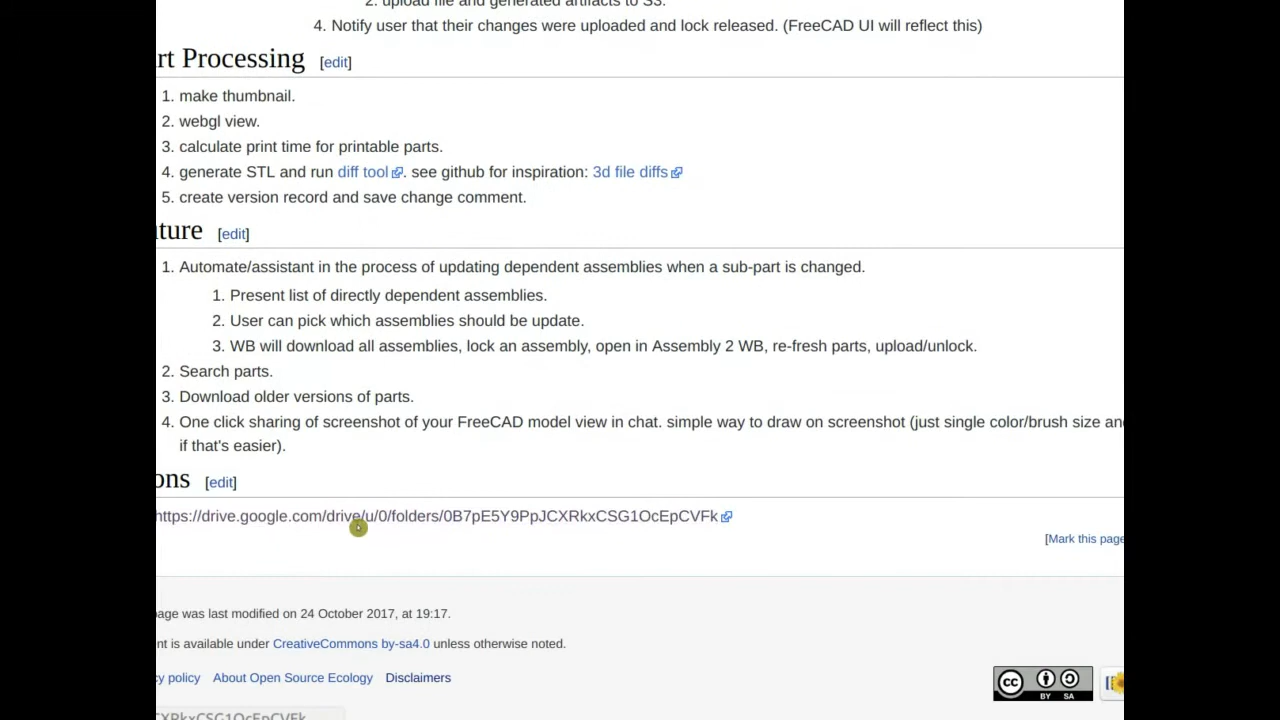 2. upload file and generated artifacts to S3.
4. Notify user that their changes were uploaded and lock released. (FreeCAD UI will reflect this)
rt Processing [edit]
1. make thumbnail.
2. webgl view.
3. calculate print time for printable parts.
4. generate STL and run diff tool. see github for inspiration: 3d file diffs
5. create version record and save change comment.
uture [edit]
1. Automate/assistant in the process of updating dependent assemblies when a sub-part is changed.
1. Present list of directly dependent assemblies.
2. User can pick which assemblies should be update.
3. WB will download all assemblies, lock an assembly, open in Assembly 2 WB, re-fresh parts, upload/unlock.
2. Search parts.
3. Download older versions of parts.
4. One click sharing of screenshot of your FreeCAD model view in chat. simple way to draw on screenshot (just single color/brush size an
if that's easier).
ons [edit]
https://drive.google.com/drive/u/0/folders/0B7pE5Y9PpJCXRkxCSG1OcEpCVFk
[Mark this page
page was last modified on 24 October 2017, at 19:17.
nt is available under CreativeCommons by-sa4.0 unless otherwise noted.
cy policy About Open Source Ecology Disclaimers
cc BY SA
XRkxCSG1OcEpCVFk